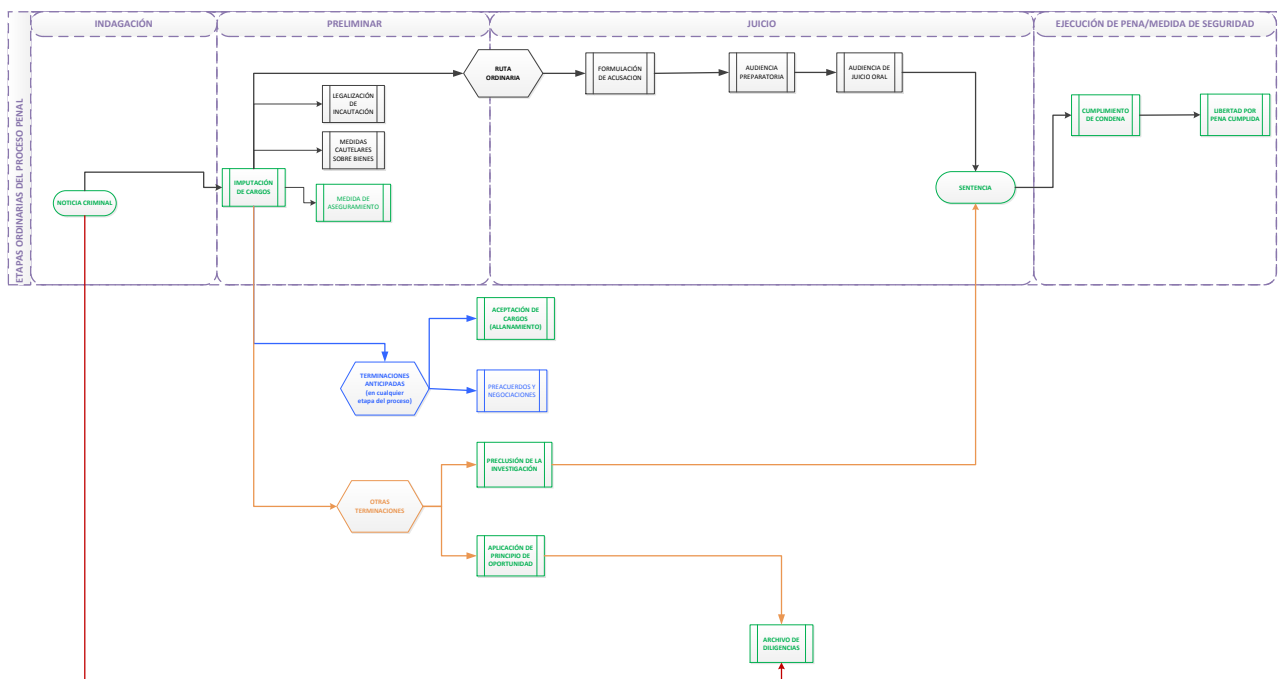 ETAPAS ORDINARIAS DEL PROCESO PENAL
INDAGACIÓN
PRELIMINAR
JUICIO
EJECUCIÓN DE PENA/MEDIDA DE SEGURIDAD
RUTA
ORDINARIA
FORMULACIÓN
DE ACUSACION
AUDIENCIA
PREPARATORIA
AUDIENCIA DE
JUICIO ORAL
LEGALIZACIÓN
DE
INCAUTACIÓN
MEDIDAS
CAUTELARES
SOBRE BIENES
CUMPLIMIENTO
DE CONDENA
LIBERTAD POR
PENA CUMPLIDA
NOTICIA CRIMINAL
IMPUTACIÓN
DE CARGOS
MEDIDA DE
ASEGURAMIENTO
SENTENCIA
ACEPTACIÓN DE
CARGOS
(ALLANAMIENTO)
TERMINACIONES
ANTICIPADAS
(en cualquier
etapa del proceso)
PREACUERDOS Y
NEGOCIACIONES
PRECLUSIÓN DE LA
INVESTIGACIÓN
OTRAS
TERMINACIONES
APLICACIÓN DE
PRINCIPIO DE
OPORTUNIDAD
ARCHIVO DE
DILIGENCIAS